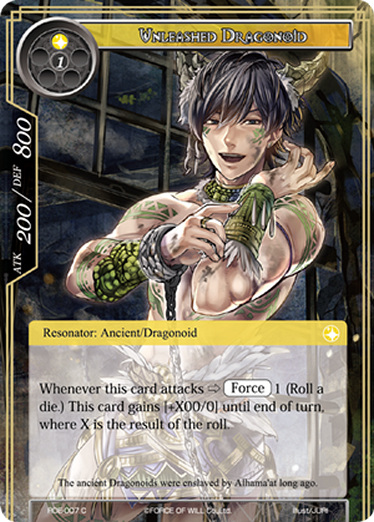 Unleashed Dragonoid
1
ATK 200 / DEF 800
Resonator: Ancient/Dragonoid
Whenever this card attacks ⇨ Force 1 (Roll a
die.) This card gains [+X00/0] until end of turn,
where X is the result of the roll.
The ancient Dragonoids were enslaved by Alhama'at long ago.
©FORCE OF WILL Co.,Ltd.
Illust/JURI